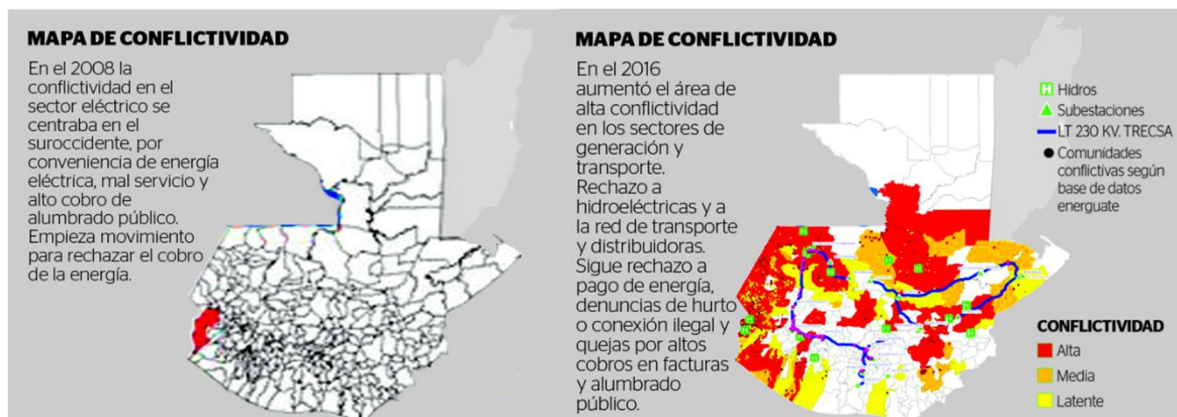 MAPA DE CONFLICTIVIDAD
En el 2008 la
conflictividad en el
sector eléctrico se
centraba en el
suroccidente, por
conveniencia de energía
eléctrica, mal servicio y
alto cobro de
alumbrado público.
Empieza movimiento
para rechazar el cobro
de la energía.
MAPA DE CONFLICTIVIDAD
En el 2016
aumentó el área de
alta conflictividad
en los sectores de
generación y
transporte.
Rechazo a
hidroeléctricas y a
la red de transporte
y distribuidoras.
Sigue rechazo a
pago de energía,
denuncias de hurto
o conexión ilegal y
quejas por altos
cobros en facturas
y alumbrado
público.
H Hidros
Subestaciones
LT 230 KV. TRECSA
Comunidades
conflictivas según
base de datos
energuate
CONFLICTIVIDAD
Alta
Media
Latente